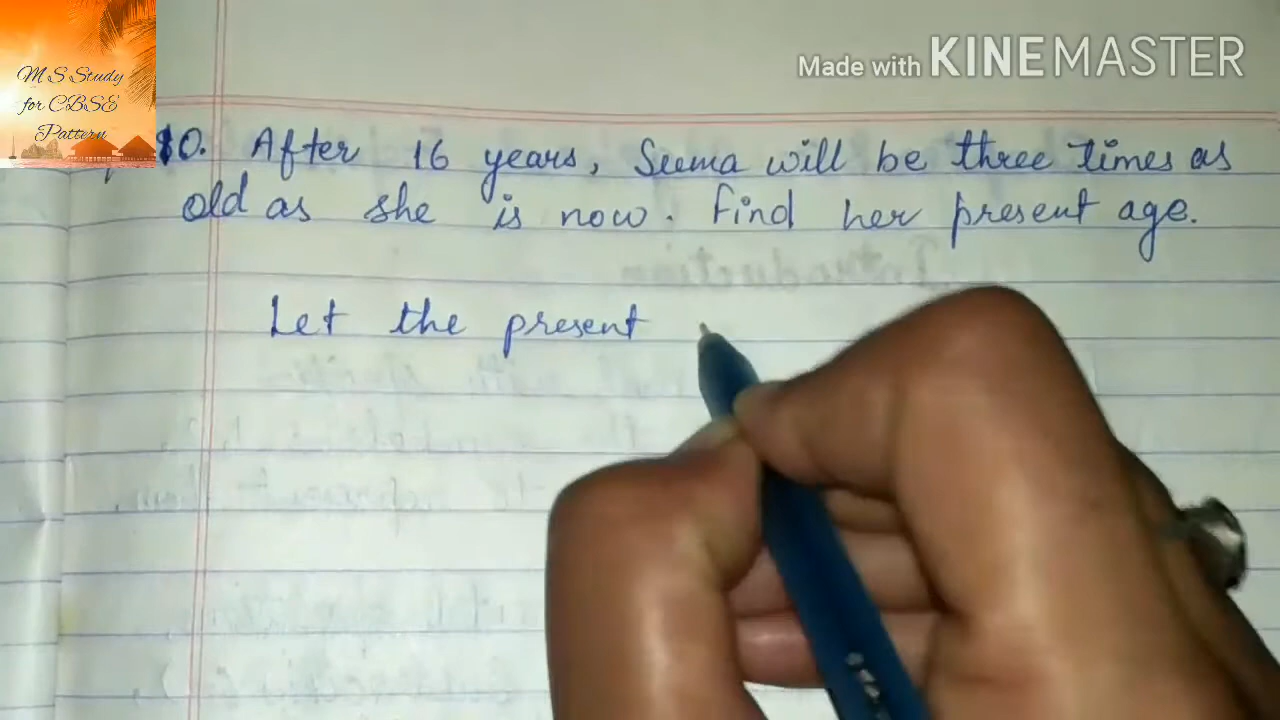 M S Study
for CBSE
Pattern
Made with KINEMASTER
10. After 16 years, Seema will be three times as
old as she is now. Find her present age.
Introduction
Let the present